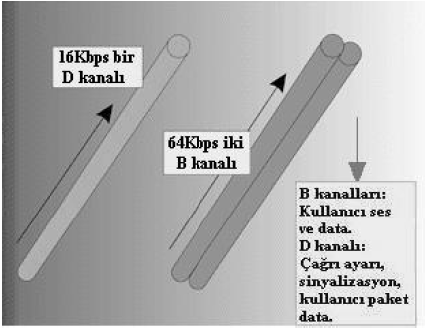 16Kbps bir
D kanalı
64Kbps iki
B kanalı
B kanalları:
Kullanıcı ses
ve data.
D kanalı:
Çağrı ayarı,
sinyalizasyon,
kullanıcı paket
data.